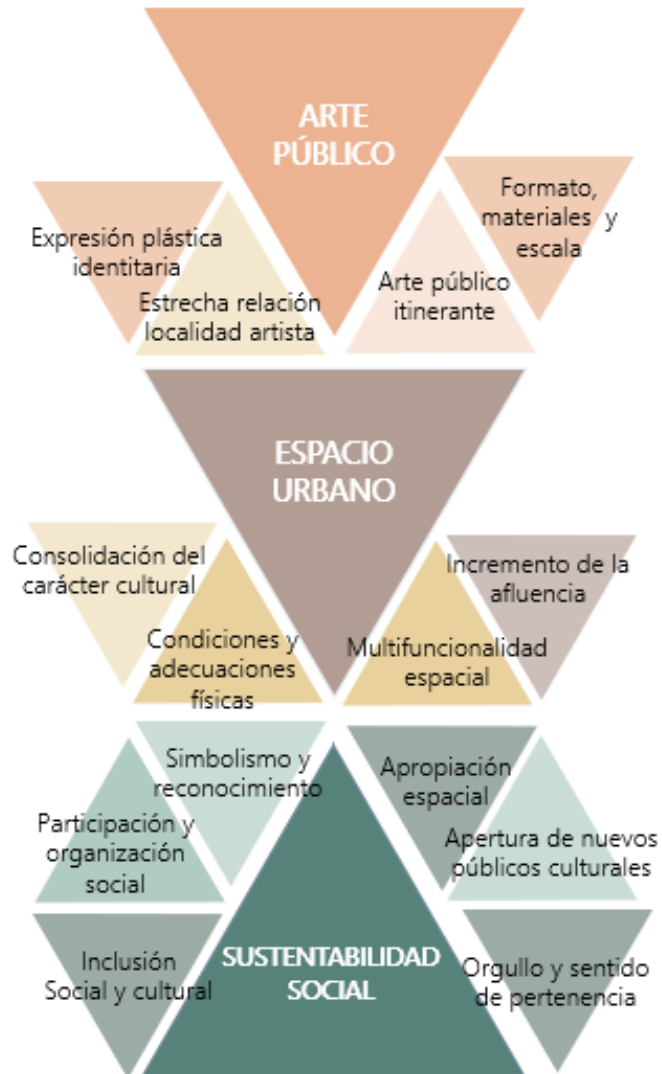 ARTE
PÚBLICO
Expresión plástica
identitaria
Estrecha relación
localidad artista
Arte público
itinerante
Formato,
materiales y
escala
ESPACIO
URBANO
Consolidación del
carácter cultural
Condiciones y
adecuaciones
físicas
Multifuncionalidad
espacial
Incremento de la
afluencia
Simbolismo y
reconocimiento
Participación y
organización
social
Apropiación
espacial
Apertura de nuevos
públicos culturales
Inclusión
Social y cultural
SUSTENTABILIDAD
SOCIAL
Orgullo y sentido
de pertenencia